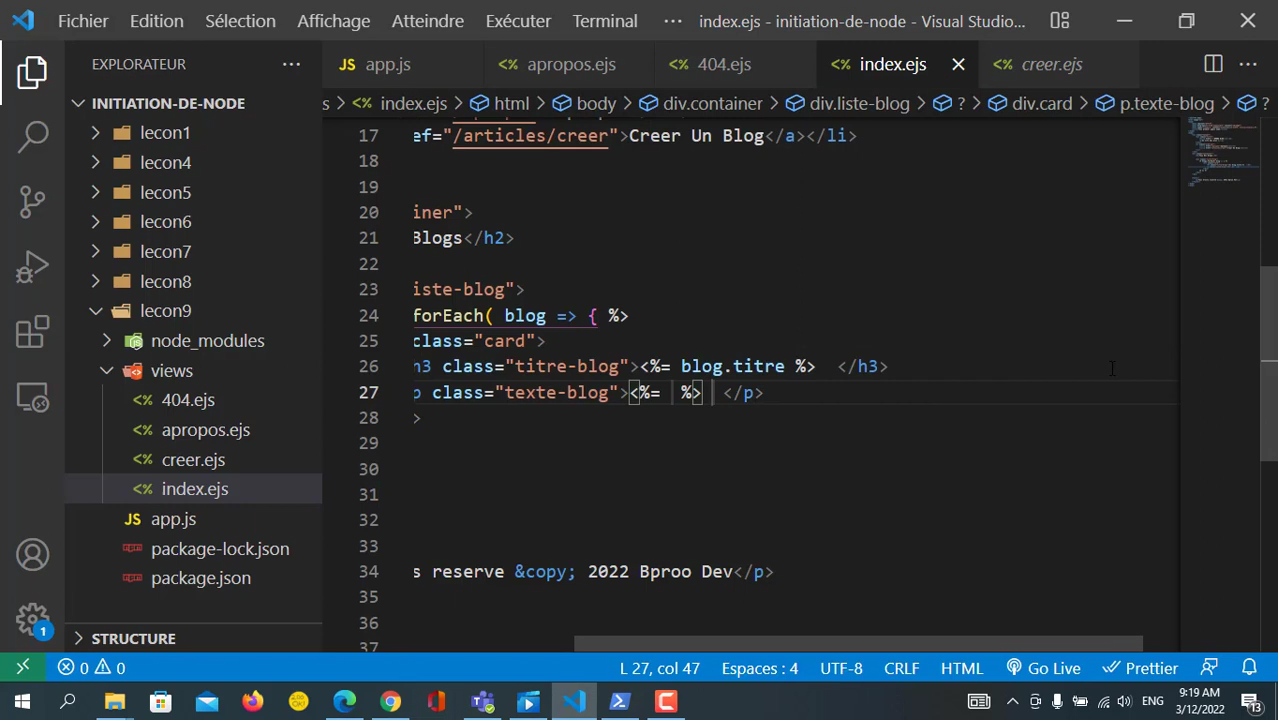 Fichier Edition Sélection Affichage Atteindre Exécuter Terminal ··· index.ejs - initiation-de-node - Visual Studio...
EXPLORATEUR ···
JS app.js <% apropos.ejs <% 404.ejs <% index.ejs <% creer.ejs ···
INITIATION-DE-NODE
s > <% index.ejs > html > body > div.container > div.liste-blog > ? > div.card > p.texte-blog > ?
lecon1
lecon4
lecon5
lecon6
lecon7
lecon8
lecon9
node_modules
views
<% 404.ejs
<% apropos.ejs
<% creer.ejs
<% index.ejs
JS app.js
package-lock.json
package.json
STRUCTURE
17 ef="/articles/creer">Creer Un Blog</a></li>
18
19
20 iner">
21 Blogs</h2>
22
23 iste-blog">
24 forEach( blog => { %>
25 class="card">
26 h3 class="titre-blog"><%= blog.titre %>  </h3>
27 p class="texte-blog"><%=  %>  </p>
28 >
29
30
31
32
33
34 s reserve &copy; 2022 Bproo Dev</p>
35
36
37
1
0 0 L 27, col 47 Espaces : 4 UTF-8 CRLF HTML Go Live Prettier
ENG 9:19 AM
3/12/2022 13